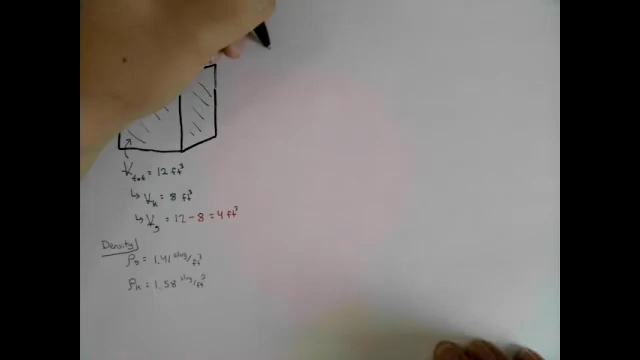 V_tot = 12 ft³
↳ V_k = 8 ft³
↳ V_g = 12 - 8 = 4 ft³
Density
ρ_g = 1.41 slug/ft³
ρ_k = 1.58 slug/ft²